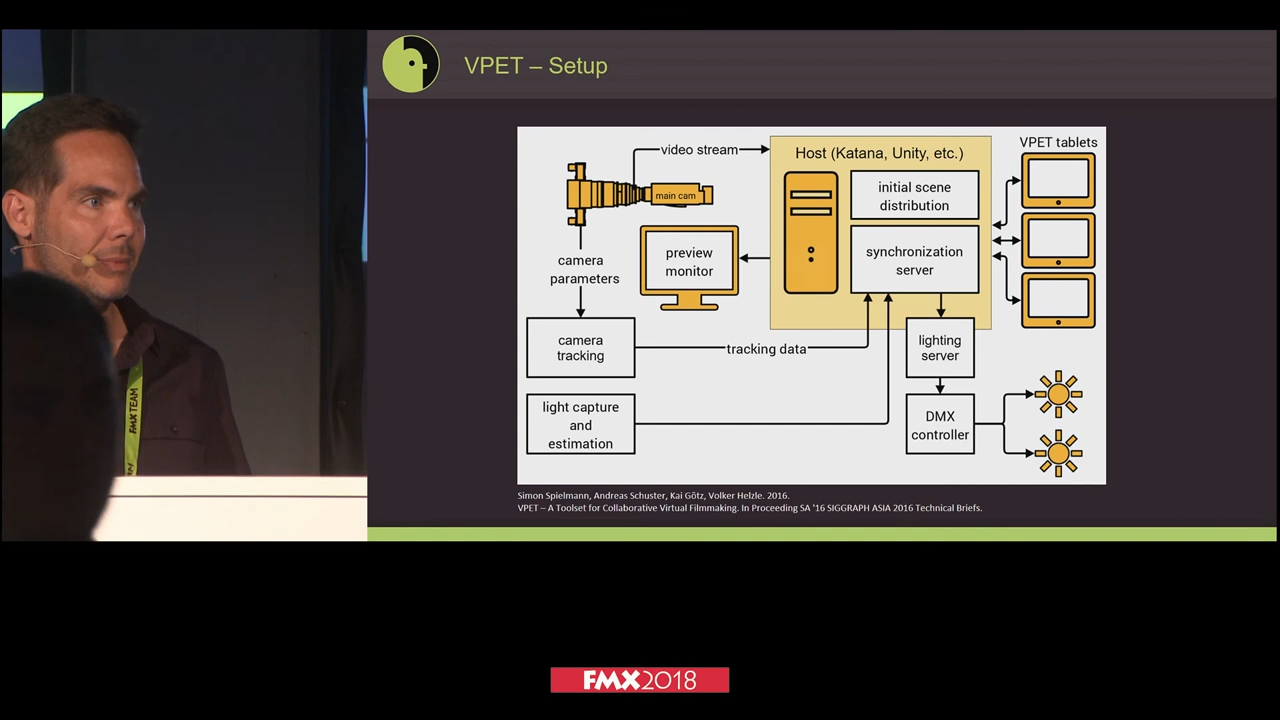 VPET – Setup
video stream
Host (Katana, Unity, etc.)
VPET tablets
main cam
initial scene
distribution
camera
parameters
preview
monitor
synchronization
server
camera
tracking
tracking data
lighting
server
light capture
and
estimation
DMX
controller
Simon Spielmann, Andreas Schuster, Kai Götz, Volker Helzle. 2016.
VPET – A Toolset for Collaborative Virtual Filmmaking. In Proceeding SA '16 SIGGRAPH ASIA 2016 Technical Briefs.
FMX TEAM
FMX2018